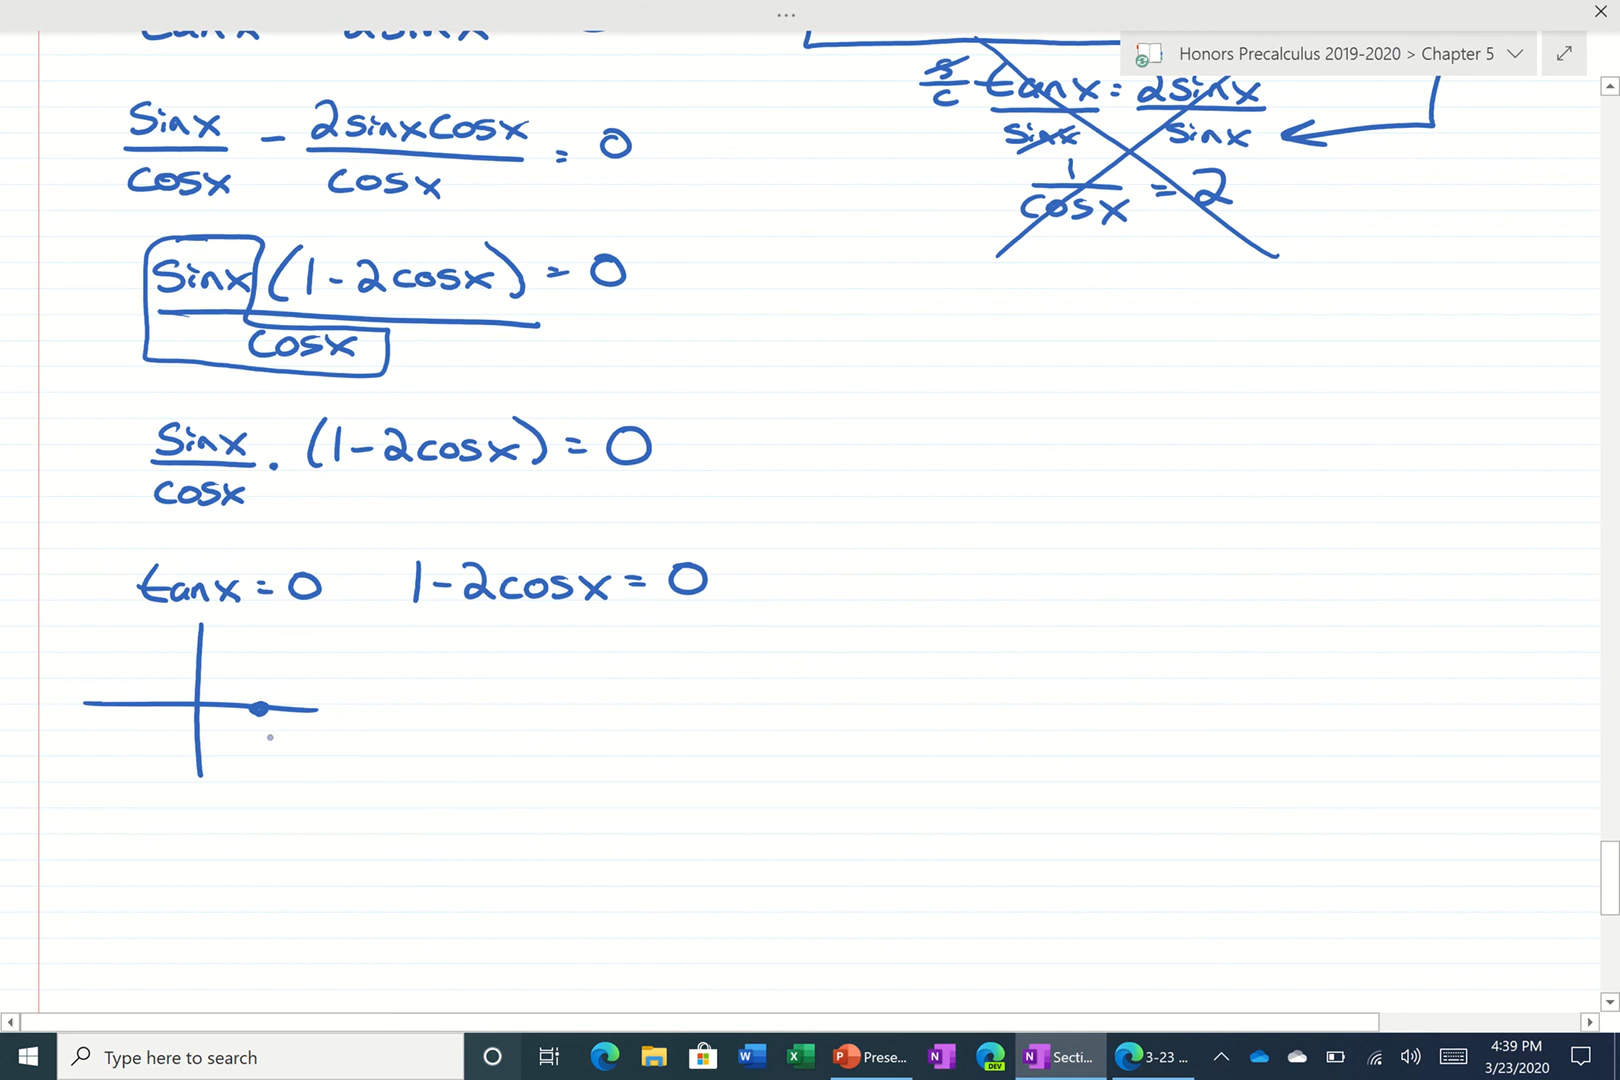 ...
Honors Precalculus 2019-2020 > Chapter 5
sinx/cosx - 2sinxcosx/cosx = 0
sinx(1-2cosx)/cosx = 0
sinx/cosx · (1-2cosx) = 0
tanx = 0 1-2cosx = 0
s/c tanx/sinx = 2sinx/sinx
1/cosx = 2
Type here to search
Prese...
Secti...
3-23 ...
4:39 PM
3/23/2020